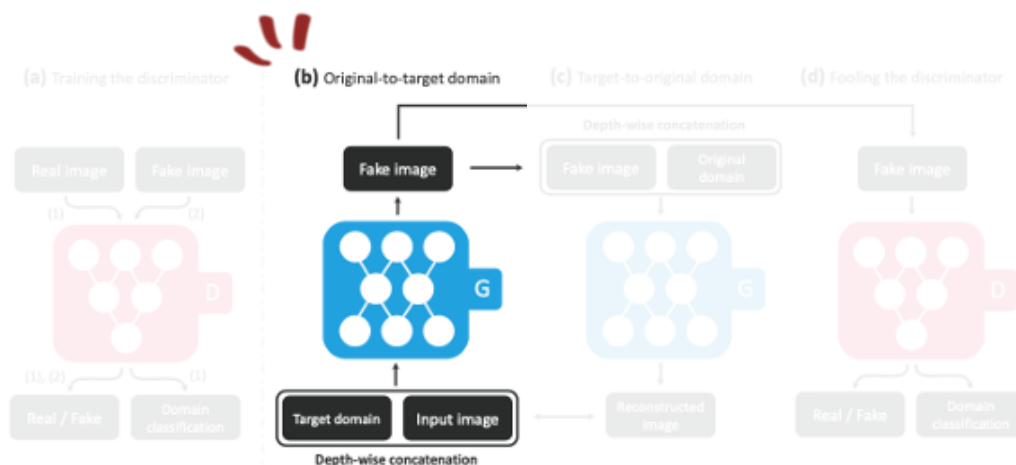 (a) Training the discriminator
(b) Original-to-target domain
(c) Target-to-original domain
(d) Fooling the discriminator
Depth-wise concatenation
Real image
Fake image
Fake image
Fake image
Original
domain
Fake image
(1)
(2)
D
G
G
D
(1), (2)
(1)
Real / Fake
Domain
classification
Target domain
Input image
Reconstructed
image
Real / Fake
Domain
classification
Depth-wise concatenation